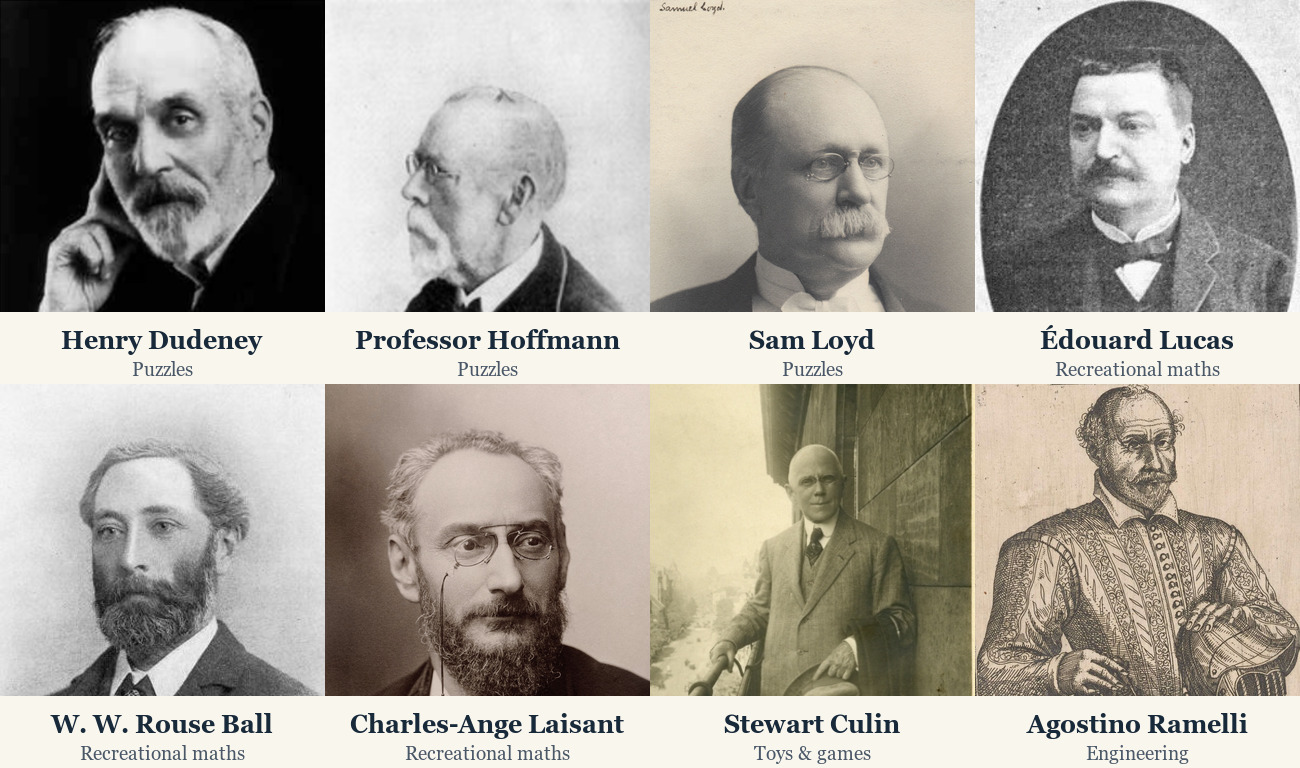 Samuel Loyd.
Henry Dudeney
Puzzles
Professor Hoffmann
Puzzles
Sam Loyd
Puzzles
Édouard Lucas
Recreational maths
W. W. Rouse Ball
Recreational maths
Charles-Ange Laisant
Recreational maths
Stewart Culin
Toys & games
Agostino Ramelli
Engineering